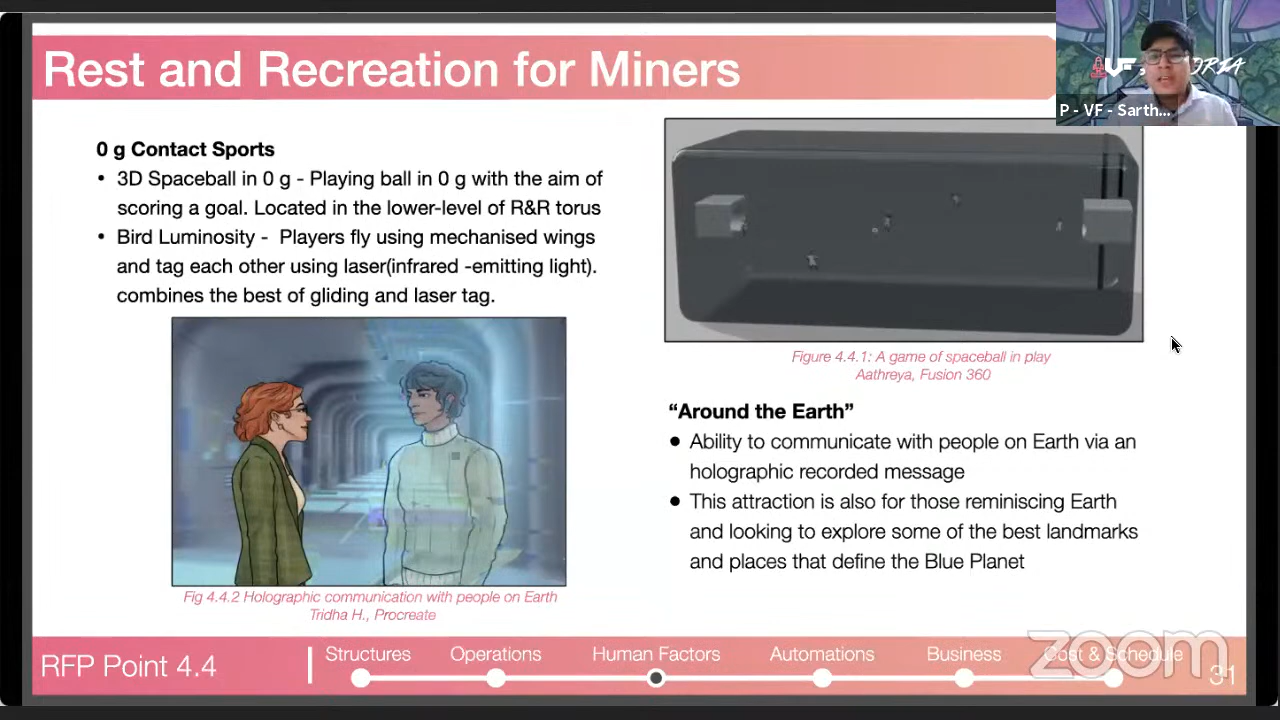 Rest and Recreation for Miners
P - VF - Sarth...
0 g Contact Sports
• 3D Spaceball in 0 g - Playing ball in 0 g with the aim of
scoring a goal. Located in the lower-level of R&R torus
• Bird Luminosity -  Players fly using mechanised wings
and tag each other using laser(infrared -emitting light).
combines the best of gliding and laser tag.
Fig 4.4.2 Holographic communication with people on Earth
Tridha H., Procreate
Figure 4.4.1: A game of spaceball in play
Aathreya, Fusion 360
“Around the Earth”
● Ability to communicate with people on Earth via an
holographic recorded message
● This attraction is also for those reminiscing Earth
and looking to explore some of the best landmarks
and places that define the Blue Planet
RFP Point 4.4
Structures Operations Human Factors Automations Business Cost & Schedule
zoom
31